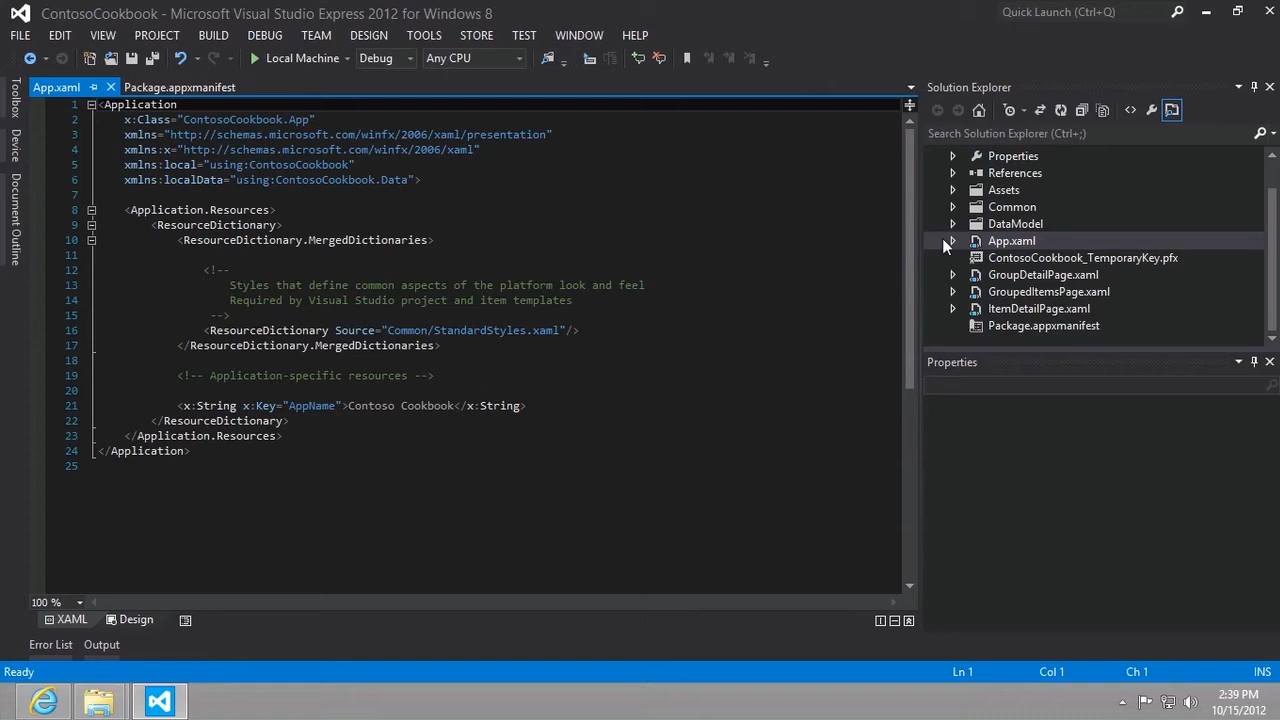 ContosoCookbook - Microsoft Visual Studio Express 2012 for Windows 8
Quick Launch (Ctrl+Q)
FILE EDIT VIEW PROJECT BUILD DEBUG TEAM DESIGN TOOLS STORE TEST WINDOW HELP
Local Machine Debug Any CPU
Toolbox
Device
Document Outline
App.xaml Package.appxmanifest
1 <Application
2 x:Class="ContosoCookbook.App"
3 xmlns="http://schemas.microsoft.com/winfx/2006/xaml/presentation"
4 xmlns:x="http://schemas.microsoft.com/winfx/2006/xaml"
5 xmlns:local="using:ContosoCookbook"
6 xmlns:localData="using:ContosoCookbook.Data">
7
8 <Application.Resources>
9 <ResourceDictionary>
10 <ResourceDictionary.MergedDictionaries>
11
12 <!--
13 Styles that define common aspects of the platform look and feel
14 Required by Visual Studio project and item templates
15 -->
16 <ResourceDictionary Source="Common/StandardStyles.xaml"/>
17 </ResourceDictionary.MergedDictionaries>
18
19 <!-- Application-specific resources -->
20
21 <x:String x:Key="AppName">Contoso Cookbook</x:String>
22 </ResourceDictionary>
23 </Application.Resources>
24 </Application>
25
100 %
XAML Design
Error List Output
Solution Explorer
Search Solution Explorer (Ctrl+;)
Properties
References
Assets
Common
DataModel
App.xaml
ContosoCookbook_TemporaryKey.pfx
GroupDetailPage.xaml
GroupedItemsPage.xaml
ItemDetailPage.xaml
Package.appxmanifest
Properties
Ready Ln 1 Col 1 Ch 1 INS
2:39 PM
10/15/2012